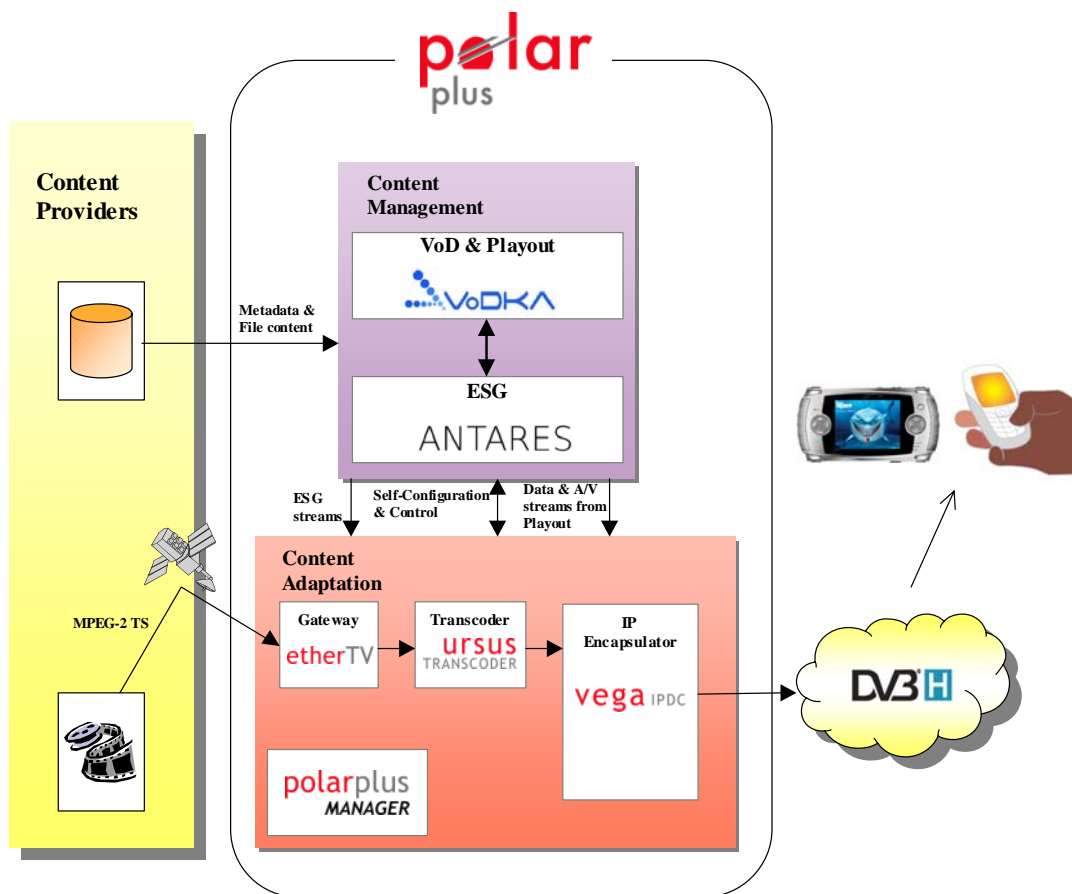 polar
plus
Content
Providers
Content
Management
VoD & Playout
VoDKA
Metadata &
File content
ESG
ANTARES
ESG
streams
Self-Configuration
& Control
Data & A/V
streams from
Playout
Content
Adaptation
MPEG-2 TS
Gateway
etherTV
Transcoder
ursus
TRANSCODER
IP
Encapsulator
vega IPDC
DVB H
polarplus
MANAGER